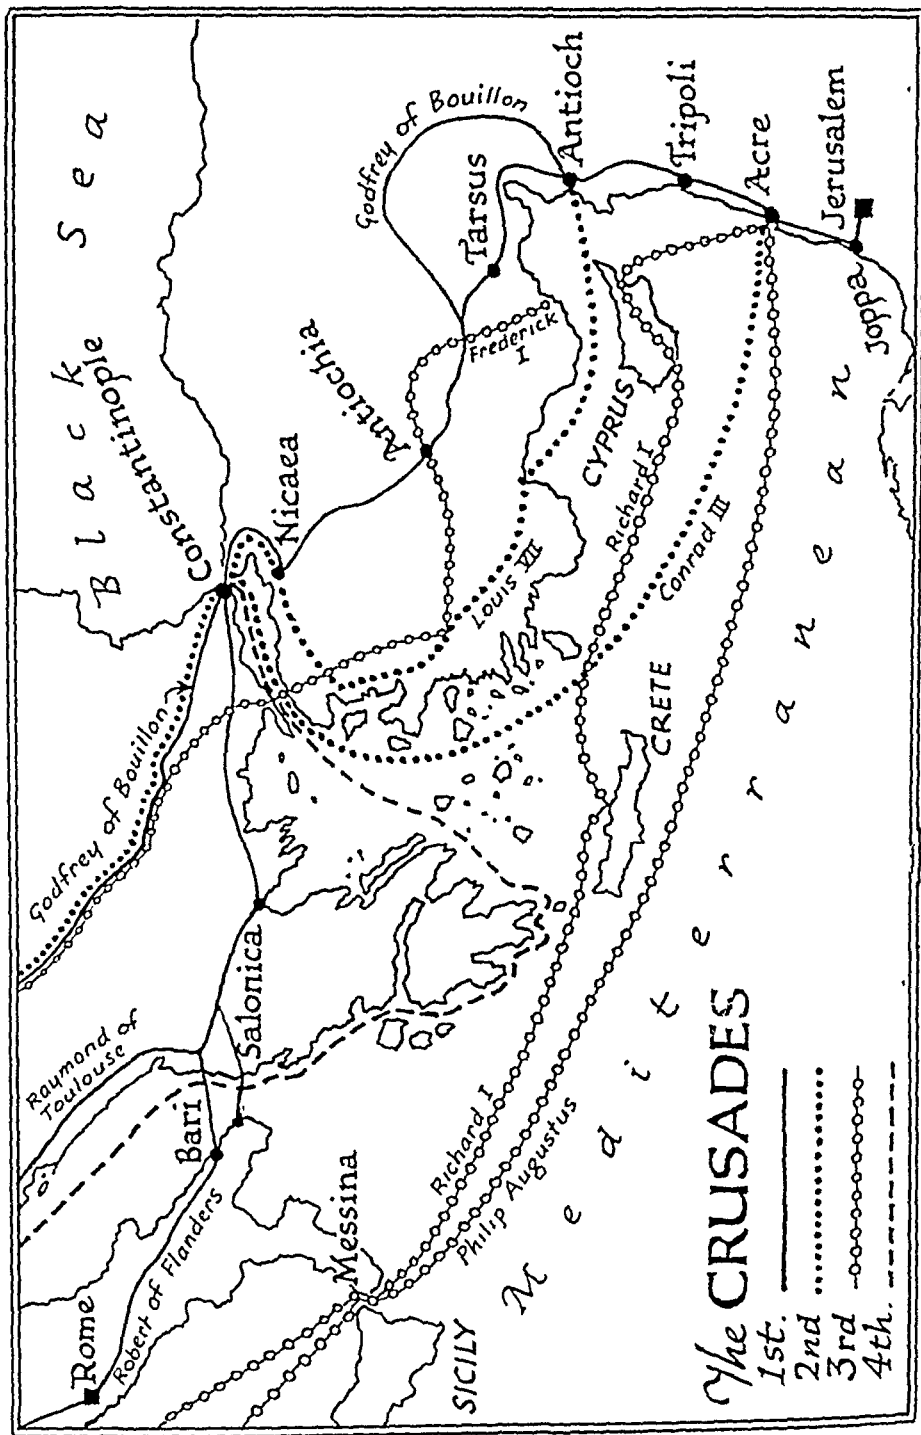 Black Sea
Constantinople
Nicaea
Antiochia
Godfrey of Bouillon
Tarsus
Antioch
Tripoli
Acre
Jerusalem
Joppa
Frederick
I
CYPRUS
Richard I
Conrad III
Louis VII
CRETE
Godfrey of Bouillon
Salonica
Raymond of
Toulouse
Bari
Rome
Robert of Flanders
Messina
SICILY
Richard I
Philip Augustus
Mediterranean
The CRUSADES
1st.
2nd
3rd
4th.